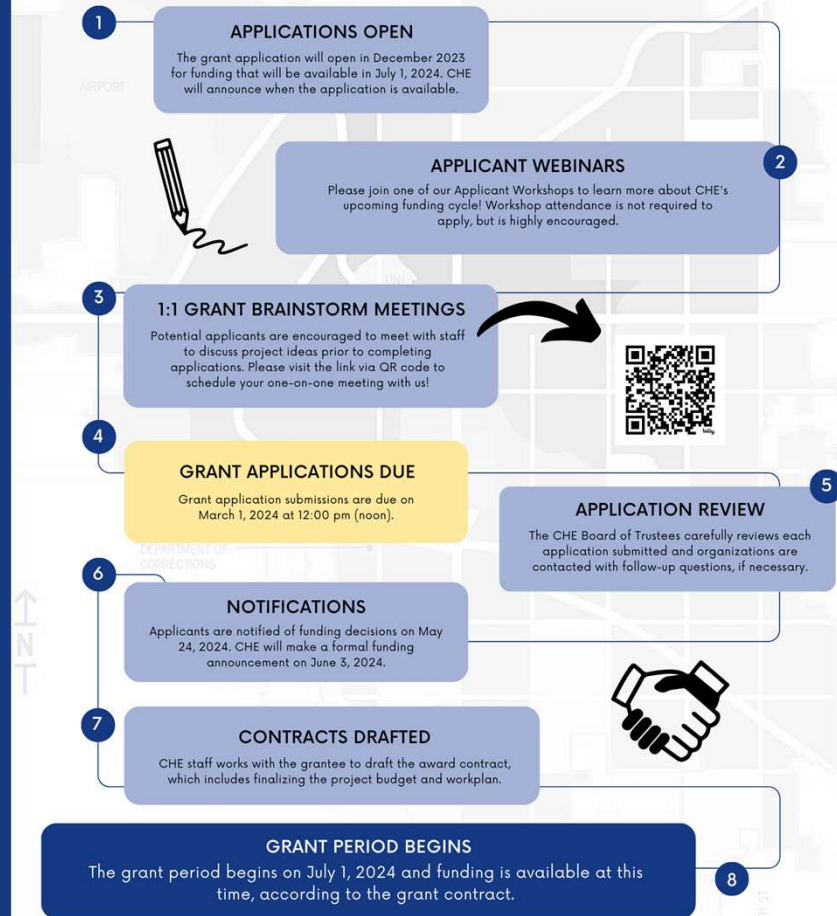 1
APPLICATIONS OPEN
The grant application will open in December 2023
for funding that will be available in July 1, 2024. CHE
will announce when the application is available.
AIRPORT
2
APPLICANT WEBINARS
Please join one of our Applicant Workshops to learn more about CHE's
upcoming funding cycle! Workshop attendance is not required to
apply, but is highly encouraged.
3
1:1 GRANT BRAINSTORM MEETINGS
Potential applicants are encouraged to meet with staff
to discuss project ideas prior to completing
applications. Please visit the link via QR code to
schedule your one-on-one meeting with us!
4
GRANT APPLICATIONS DUE
Grant application submissions are due on
March 1, 2024 at 12:00 pm (noon).
5
APPLICATION REVIEW
The CHE Board of Trustees carefully reviews each
application submitted and organizations are
contacted with follow-up questions, if necessary.
DEPARTMENT OF
CORRECTIONS
6
NOTIFICATIONS
Applicants are notified of funding decisions on May
24, 2024. CHE will make a formal funding
announcement on June 3, 2024.
N
7
CONTRACTS DRAFTED
CHE staff works with the grantee to draft the award contract,
which includes finalizing the project budget and workplan.
GRANT PERIOD BEGINS
The grant period begins on July 1, 2024 and funding is available at this
time, according to the grant contract.
8